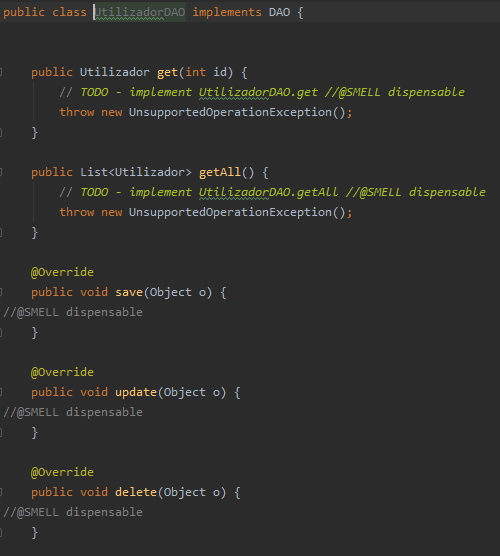 public class UtilizadorDAO implements DAO {
public Utilizador get(int id) {
// TODO - implement UtilizadorDAO.get //@SMELL dispensable
throw new UnsupportedOperationException();
}
public List<Utilizador> getAll() {
// TODO - implement UtilizadorDAO.getAll //@SMELL dispensable
throw new UnsupportedOperationException();
}
@Override
public void save(Object o) {
//@SMELL dispensable
}
@Override
public void update(Object o) {
//@SMELL dispensable
}
@Override
public void delete(Object o) {
//@SMELL dispensable
}